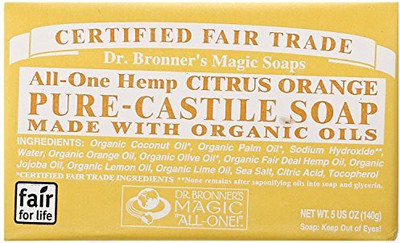 CERTIFIED FAIR TRADE
Dr. Bronner's Magic Soaps
All-One Hemp CITRUS ORANGE
PURE-CASTILE SOAP
MADE WITH ORGANIC OILS
INGREDIENTS: Organic Coconut Oil*, Organic Palm Oil*, Sodium Hydroxide**,
Water, Organic Orange Oil, Organic Olive Oil*, Organic Fair Deal Hemp Oil, Organic
Jojoba Oil, Organic Lemon Oil, Organic Lime Oil, Sea Salt, Citric Acid, Tocopherol
*CERTIFIED FAIR TRADE INGREDIENTS **None remains after saponifying oils into soap and glycerin.
fair
for life
DR. BRONNER'S
MAGIC
"ALL-ONE!"
NET WT. 5 US OZ (140g)
Soap: Keep Out of Eyes!